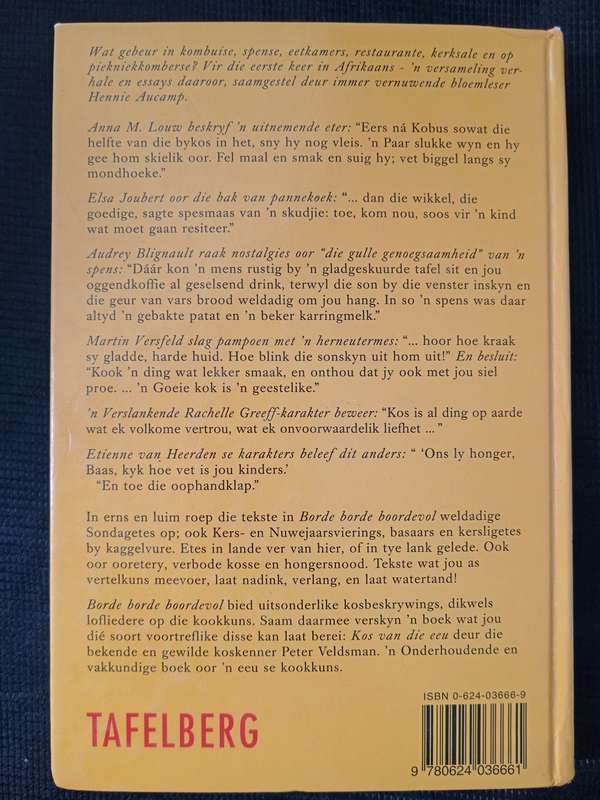 Wat gebeur in kombuise, spense, eetkamers, restaurante, kerksale en op
piekniekkomberse? Vir die eerste keer in Afrikaans - 'n versameling ver-
hale en essays daaroor, saamgestel deur immer vernuwende bloemleser
Hennie Aucamp.
Anna M. Louw beskryf 'n uitnemende eter: "Eers ná Kobus sowat die
helfte van die bykos in het, sny hy nog vleis. 'n Paar slukke wyn en hy
gee hom skielik oor. Fel maal en smak en suig hy; vet biggel langs sy
mondhoeke."
Elsa Joubert oor die bak van pannekoek: "... dan die wikkel, die
goedige, sagte spesmaas van 'n skudjie: toe, kom nou, soos vir 'n kind
wat moet gaan resiteer."
Audrey Blignault raak nostalgies oor "die gulle genoegsaamheid" van 'n
spens: "Dáár kon 'n mens rustig by 'n gladgeskuurde tafel sit en jou
oggendkoffie al geselsend drink, terwyl die son by die venster inskyn en
die geur van vars brood weldadig om jou hang. In so 'n spens was daar
altyd 'n gebakte patat en 'n beker karringmelk."
Martin Versfeld slag pampoen met 'n herneutermes: "... hoor hoe kraak
sy gladde, harde huid. Hoe blink die sonskyn uit hom uit!" En besluit:
"Kook 'n ding wat lekker smaak, en onthou dat jy ook met jou siel
proe. ... 'n Goeie kok is 'n geestelike."
'n Verslankende Rachelle Greeff-karakter beweer: "Kos is al ding op aarde
wat ek volkome vertrou, wat ek onvoorwaardelik liefhet ... "
Etienne van Heerden se karakters beleef dit anders: " 'Ons ly honger,
Baas, kyk hoe vet is jou kinders.'
"En toe die oophandklap."
In erns en luim roep die tekste in Borde borde boordevol weldadige
Sondagetes op; ook Kers- en Nuwejaarsvierings, basaars en kersligetes
by kaggelvure. Etes in lande ver van hier, of in tye lank gelede. Ook
oor ooretery, verbode kosse en hongersnood. Tekste wat jou as
vertelkuns meevoer, laat nadink, verlang, en laat watertand!
Borde borde boordevol bied uitsonderlike kosbeskrywings, dikwels
lofliedere op die kookkuns. Saam daarmee verskyn 'n boek wat jou
dié soort voortreflike disse kan laat berei: Kos van die eeu deur die
bekende en gewilde koskenner Peter Veldsman. 'n Onderhoudende en
vakkundige boek oor 'n eeu se kookkuns.
ISBN 0-624-03666-9
TAFELBERG
9 780624 036661